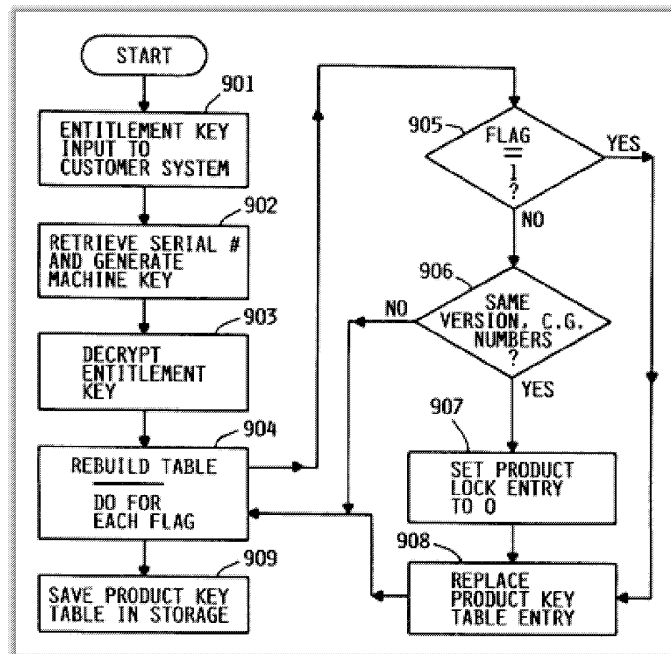 START
901
ENTITLEMENT KEY
INPUT TO
CUSTOMER SYSTEM
902
RETRIEVE SERIAL #
AND GENERATE
MACHINE KEY
903
DECRYPT
ENTITLEMENT
KEY
904
REBUILD TABLE
DO FOR
EACH FLAG
909
SAVE PRODUCT KEY
TABLE IN STORAGE
905
FLAG
=
1
?
YES
NO
906
SAME
VERSION, C.G.
NUMBERS
?
NO
YES
907
SET PRODUCT
LOCK ENTRY
TO 0
908
REPLACE
PRODUCT KEY
TABLE ENTRY